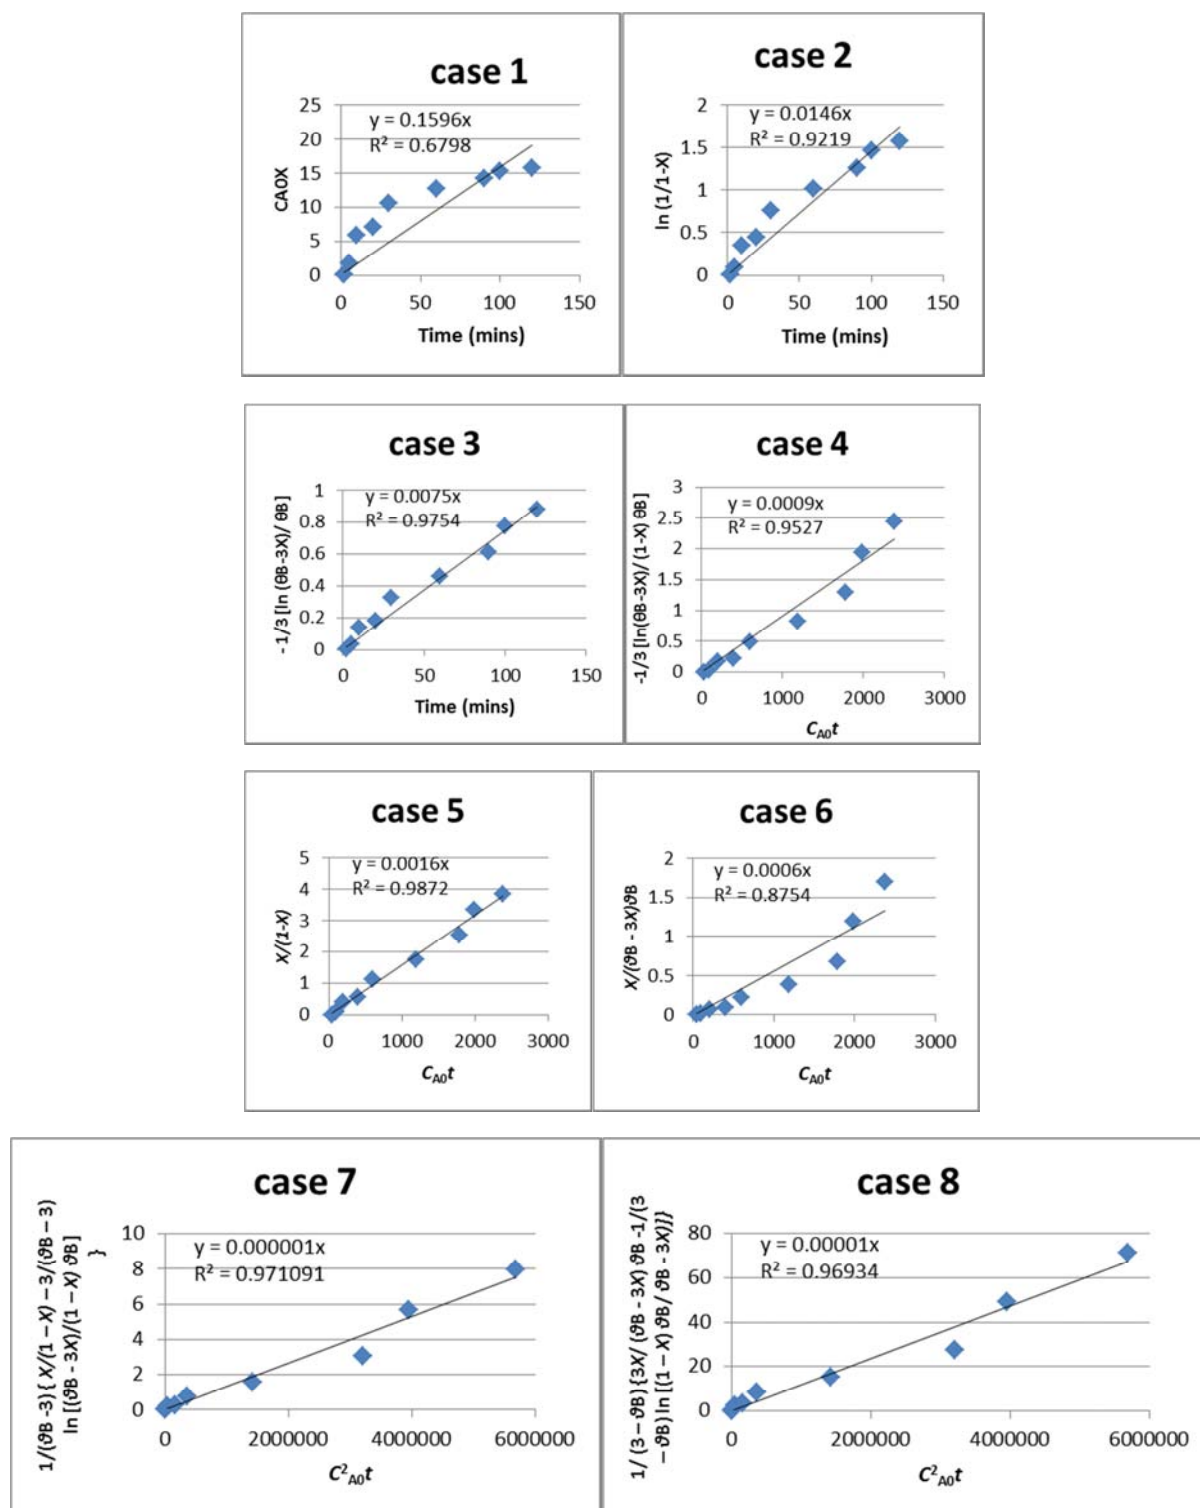 case 1
y = 0.1596x
R² = 0.6798
CA0X
25
20
15
10
5
0
0 50 100 150
Time (mins)
case 2
y = 0.0146x
R² = 0.9219
ln (1/1-X)
2
1.5
1
0.5
0
0 50 100 150
Time (mins)
case 3
y = 0.0075x
R² = 0.9754
-1/3 [ln (θB-3X)/ θB]
1
0.8
0.6
0.4
0.2
0
0 50 100 150
Time (mins)
case 4
y = 0.0009x
R² = 0.9527
-1/3 [ln(θB-3X)/ (1-X) θB]
3
2.5
2
1.5
1
0.5
0
0 1000 2000 3000
CA0t
case 5
y = 0.0016x
R² = 0.9872
X/(1-X)
5
4
3
2
1
0
0 1000 2000 3000
CA0t
case 6
y = 0.0006x
R² = 0.8754
X/(θB - 3X)θB
2
1.5
1
0.5
0
0 1000 2000 3000
CA0t
case 7
y = 0.000001x
R² = 0.971091
1/(ϑB -3) { X/(1 – X) – 3/(ϑB – 3)
ln [(ϑB - 3X)/(1 – X) ϑB]
}
10
8
6
4
2
0
0 2000000 4000000 6000000
C²A0t
case 8
y = 0.00001x
R² = 0.96934
1/ (3 – ϑB) {3X/ (ϑB - 3X) ϑB -1/(3
– ϑB) ln [(1 – X) ϑB/ ϑB - 3X)]}
80
60
40
20
0
0 2000000 4000000 6000000
C²A0t